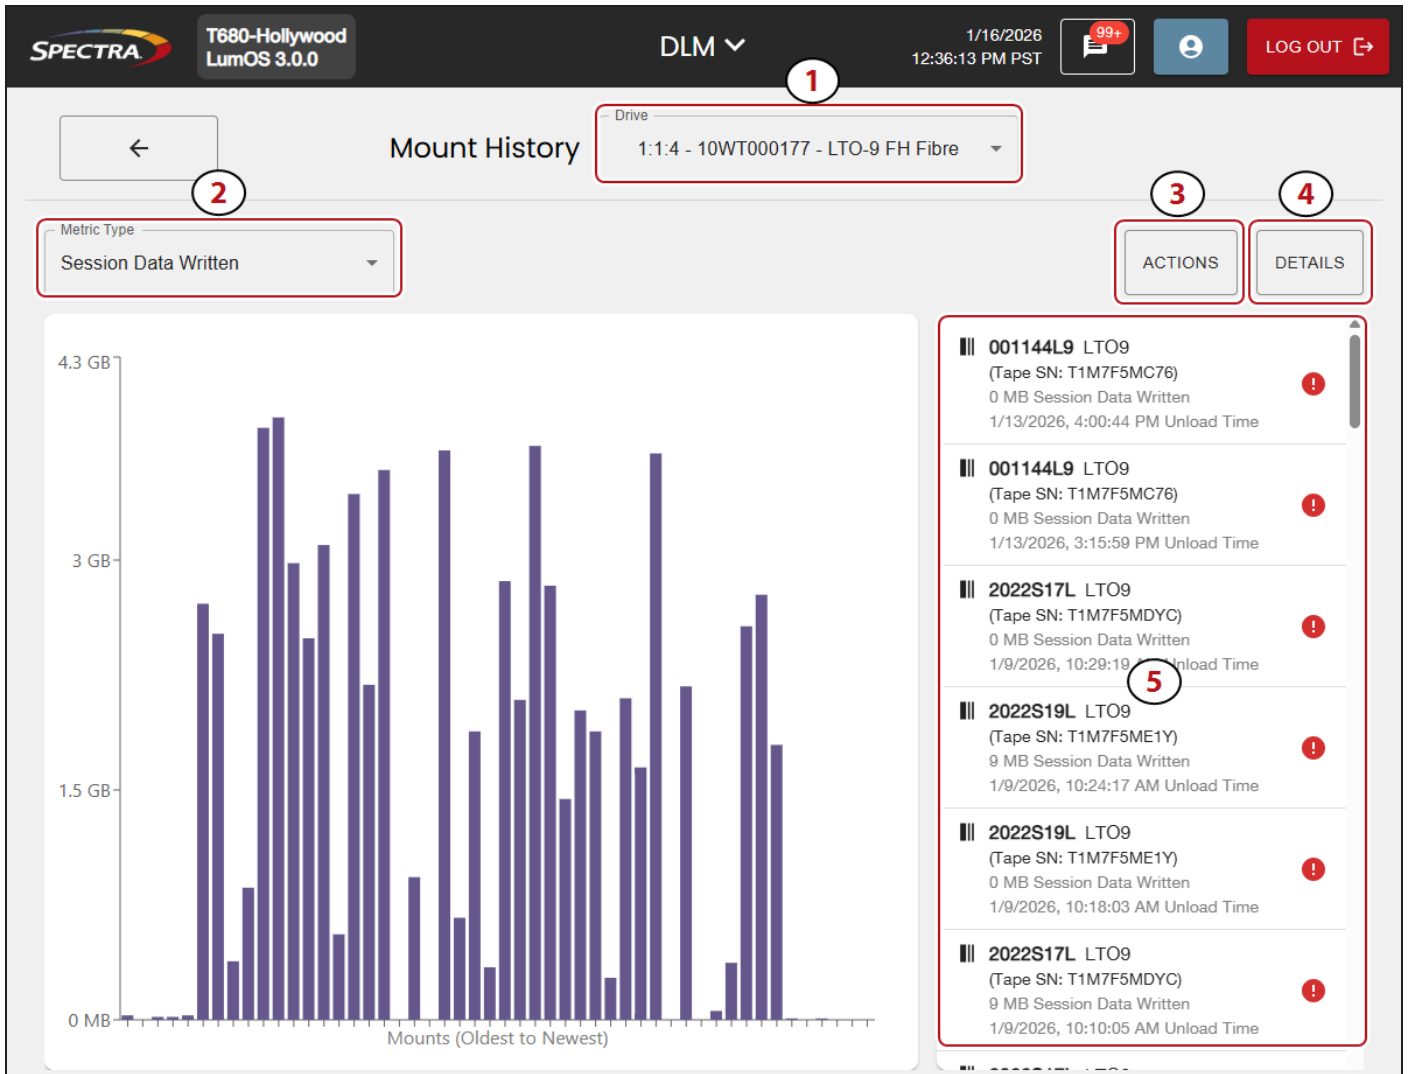 SPECTRA
T680-Hollywood
LumOS 3.0.0
DLM
1/16/2026
12:36:13 PM PST
99+
LOG OUT
1
Mount History
Drive
1:1:4 - 10WT000177 - LTO-9 FH Fibre
2
3
4
Metric Type
Session Data Written
ACTIONS
DETAILS
4.3 GB
3 GB
1.5 GB
0 MB
Mounts (Oldest to Newest)
001144L9 LTO9
(Tape SN: T1M7F5MC76)
0 MB Session Data Written
1/13/2026, 4:00:44 PM Unload Time
001144L9 LTO9
(Tape SN: T1M7F5MC76)
0 MB Session Data Written
1/13/2026, 3:15:59 PM Unload Time
2022S17L LTO9
(Tape SN: T1M7F5MDYC)
0 MB Session Data Written
1/9/2026, 10:29:19 Unload Time
5
2022S19L LTO9
(Tape SN: T1M7F5ME1Y)
9 MB Session Data Written
1/9/2026, 10:24:17 AM Unload Time
2022S19L LTO9
(Tape SN: T1M7F5ME1Y)
0 MB Session Data Written
1/9/2026, 10:18:03 AM Unload Time
2022S17L LTO9
(Tape SN: T1M7F5MDYC)
9 MB Session Data Written
1/9/2026, 10:10:05 AM Unload Time